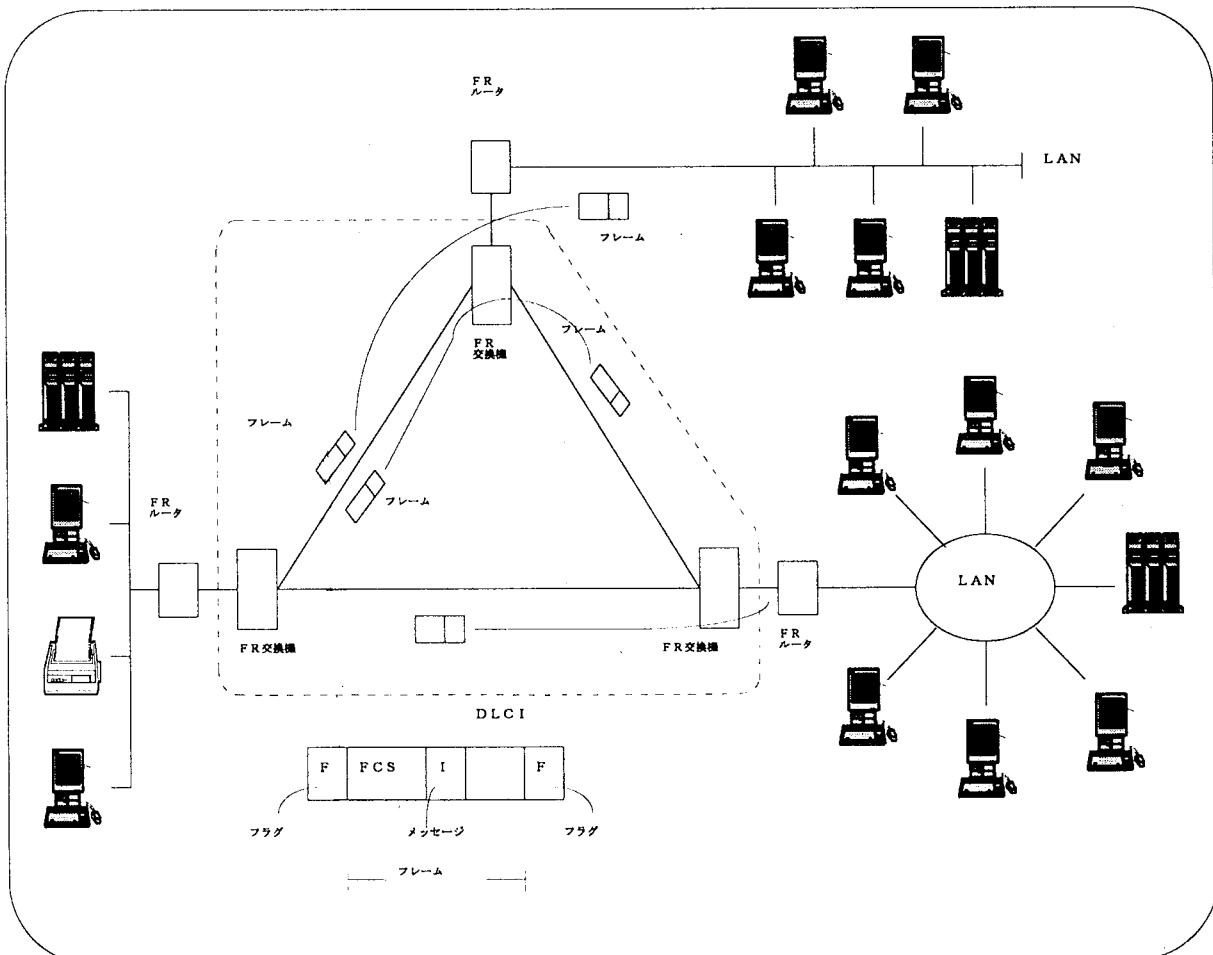 ＦＲ
ルータ
ＬＡＮ
フレーム
フレーム
ＦＲ
交換機
フレーム
フレーム
ＦＲ
ルータ
ＬＡＮ
ＦＲ交換機
ＦＲ交換機
ＦＲ
ルータ
ＤＬＣＩ
Ｆ
ＦＣＳ
Ｉ
Ｆ
フラグ
メッセージ
フラグ
フレーム